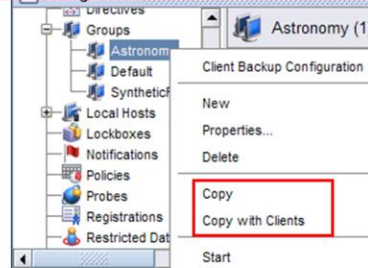 Directives
Groups
Astronomy (1
Astronom
Client Backup Configuration
Default
New
Local Hosts
Properties...
Lockboxes
Delete
Notifications
Policies
Copy
Probes
Copy with Clients
Registrations
Restricted Dat
Start